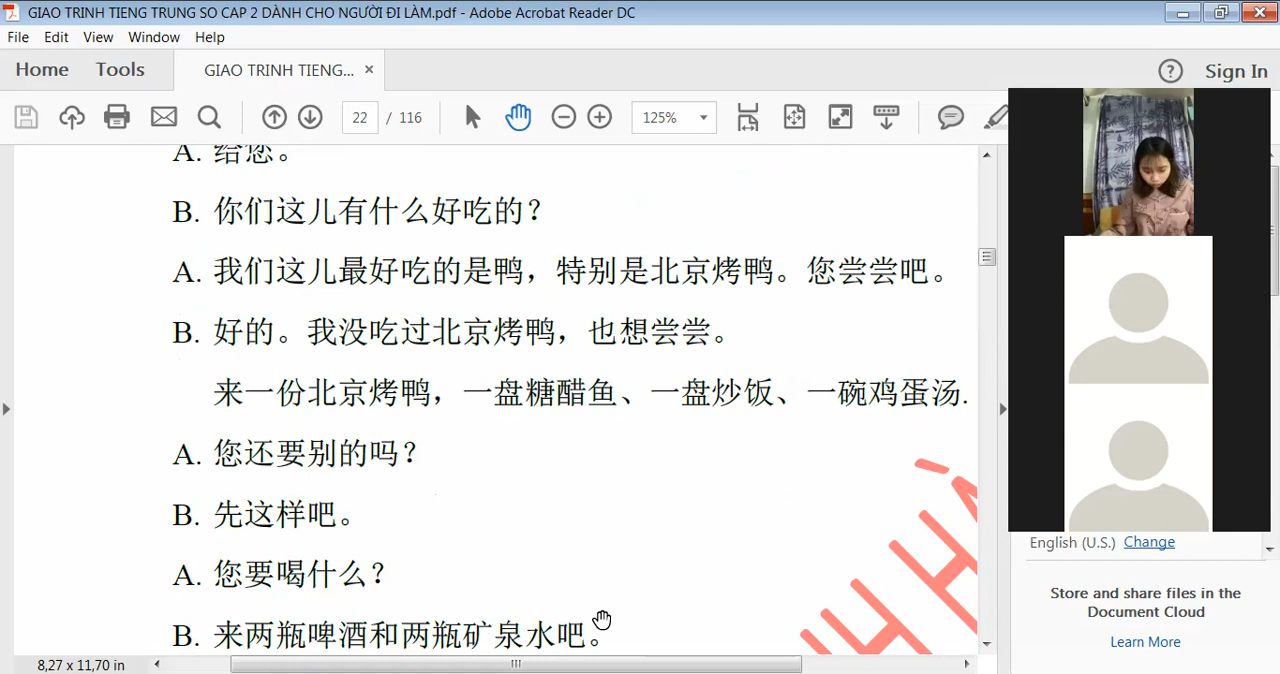 GIAO TRINH TIENG TRUNG SO CAP 2 DÀNH CHO NGƯỜI ĐI LÀM.pdf - Adobe Acrobat Reader DC
File Edit View Window Help
Home Tools GIAO TRINH TIENG... × ? Sign In
22 / 116 125%
A. 给您。
B. 你们这儿有什么好吃的?
A. 我们这儿最好吃的是鸭，特别是北京烤鸭。您尝尝吧。
B. 好的。我没吃过北京烤鸭，也想尝尝。
来一份北京烤鸭，一盘糖醋鱼、一盘炒饭、一碗鸡蛋汤.
A. 您还要别的吗?
B. 先这样吧。
A. 您要喝什么?
B. 来两瓶啤酒和两瓶矿泉水吧。
English (U.S.) Change
Store and share files in the
Document Cloud
Learn More
8,27 x 11,70 in